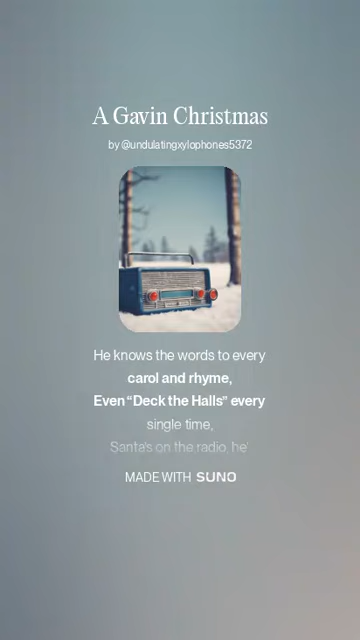 A Gavin Christmas
by @undulatingxylophones5372
He knows the words to every
carol and rhyme,
Even “Deck the Halls” every
single time,
Santa's on the radio, he'
MADE WITH SUNO